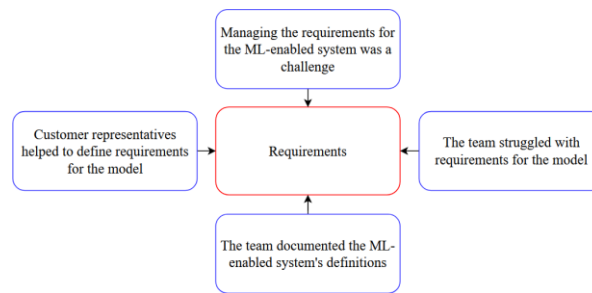 Managing the requirements for
the ML-enabled system was a
challenge
Customer representatives
helped to define requirements
for the model
Requirements
The team struggled with
requirements for the model
The team documented the ML-
enabled system's definitions